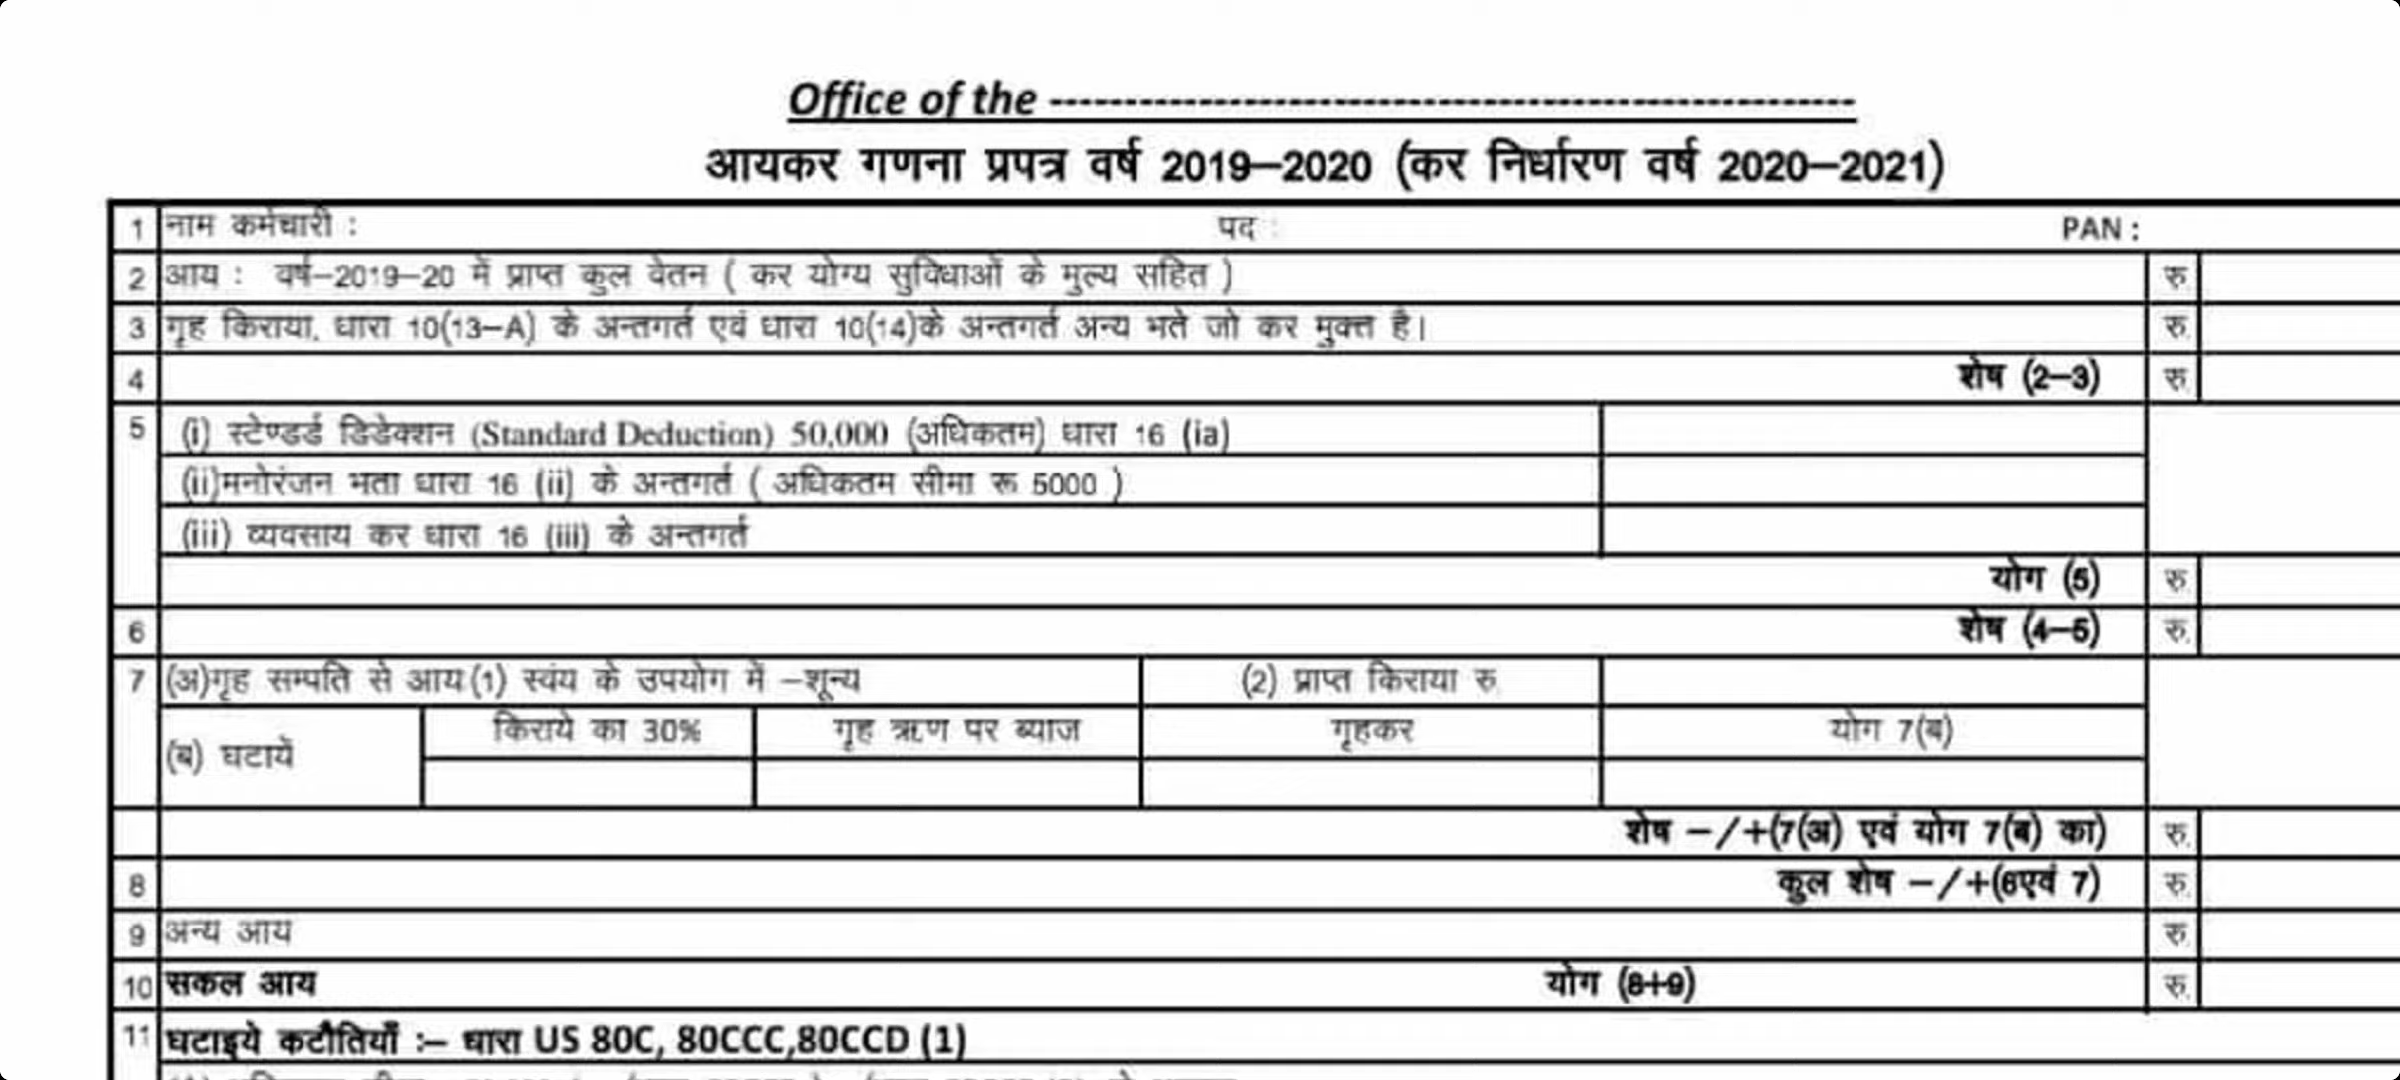 Office of the -------------------------------------------------------
आयकर गणना प्रपत्र वर्ष 2019–2020 (कर निर्धारण वर्ष 2020–2021)
1 नाम कर्मचारी : पद : PAN :
2 आय : वर्ष–2019–20 में प्राप्त कुल वेतन ( कर योग्य सुविधाओं के मुल्य सहित ) रु
3 गृह किराया, धारा 10(13–A) के अन्तगर्त एवं धारा 10(14)के अन्तगर्त अन्य भते जो कर मुक्त है। रु.
4 शेष (2–3) रु.
5 (i) स्टेण्डर्ड डिडेक्शन (Standard Deduction) 50,000 (अधिकतम) धारा 16 (ia)
(ii)मनोरंजन भता धारा 16 (ii) के अन्तगर्त ( अधिकतम सीमा रू 5000 )
(iii) व्यवसाय कर धारा 16 (iii) के अन्तगर्त
योग (5) रु
6 शेष (4–5) रु.
7 (अ)गृह सम्पति से आय(1) स्वंय के उपयोग में –शून्य (2) प्राप्त किराया रु.
(ब) घटायें किराये का 30% गृह ऋण पर ब्याज गृहकर योग 7(ब)
शेष –/+(7(अ) एवं योग 7(ब) का) रु.
8 कुल शेष –/+(6एवं 7) रु.
9 अन्य आय रु.
10 सकल आय योग (8+9) रु.
11 घटाइये कटौतियाँ :– धारा US 80C, 80CCC,80CCD (1)